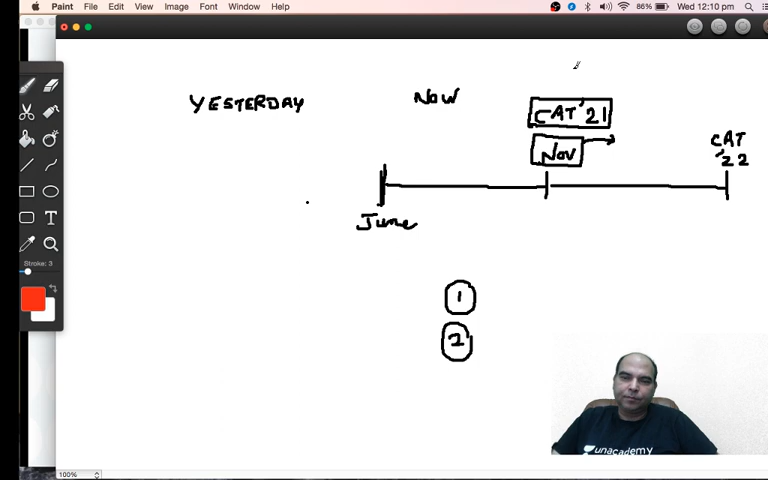 Paint File Edit View Image Font Window Help 86% Wed 12:10 pm
YESTERDAY NOW
CAT'21
Nov
CAT
'22
June
1
2
T
Stroke: 3
unacademy
100%